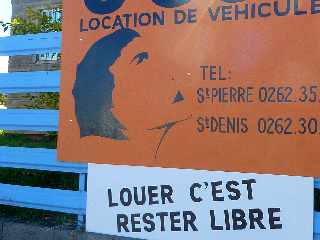 LOCATION DE VEHICULE
TEL:
St PIERRE 0262.35.
St DENIS 0262.30.
LOUER C'EST
RESTER LIBRE